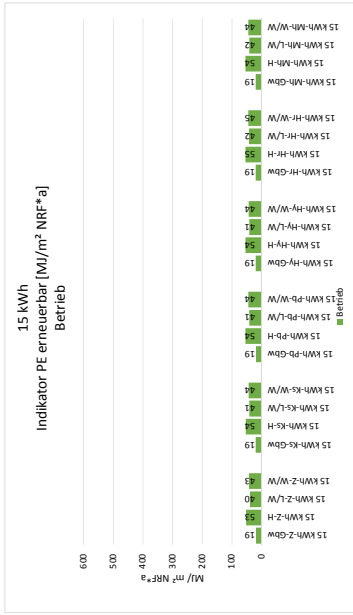 15 kWh
Indikator PE erneuerbar [MJ/m² NRF*a]
Betrieb
MJ/ m² NRF*a
600
500
400
300
200
100
0
19
53
40
43
19
54
41
44
19
54
41
44
19
54
41
44
19
55
42
45
19
54
42
44
15 kWh-Z-Gbw
15 kWh-Z-H
15 kWh-Z-L/W
15 kWh-Z-W/W
15 kWh-Ks-Gbw
15 kWh-Ks-H
15 kWh-Ks-L/W
15 kWh-Ks-W/W
15 kWh-Pb-Gbw
15 kWh-Pb-H
15 kWh-Pb-L/W
15 kWh-Pb-W/W
15 kWh-Hy-Gbw
15 kWh-Hy-H
15 kWh-Hy-L/W
15 kWh-Hy-W/W
15 kWh-Hr-Gbw
15 kWh-Hr-H
15 kWh-Hr-L/W
15 kWh-Hr-W/W
15 kWh-Mh-Gbw
15 kWh-Mh-H
15 kWh-Mh-L/W
15 kWh-Mh-W/W
Betrieb